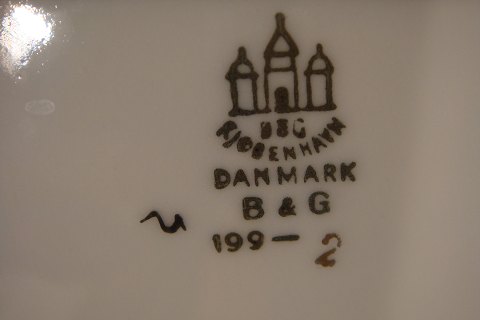 B&G
KJØBENHAVN
DANMARK
B & G
199 — 2